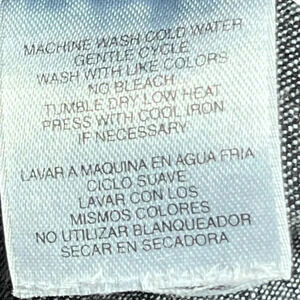 MACHINE WASH COLD WATER
GENTLE CYCLE
WASH WITH LIKE COLORS
NO BLEACH
TUMBLE DRY LOW HEAT
PRESS WITH COOL IRON
IF NECESSARY
LAVAR A MAQUINA EN AGUA FRIA
CICLO SUAVE
LAVAR CON LOS
MISMOS COLORES
NO UTILIZAR BLANQUEADOR
SECAR EN SECADORA